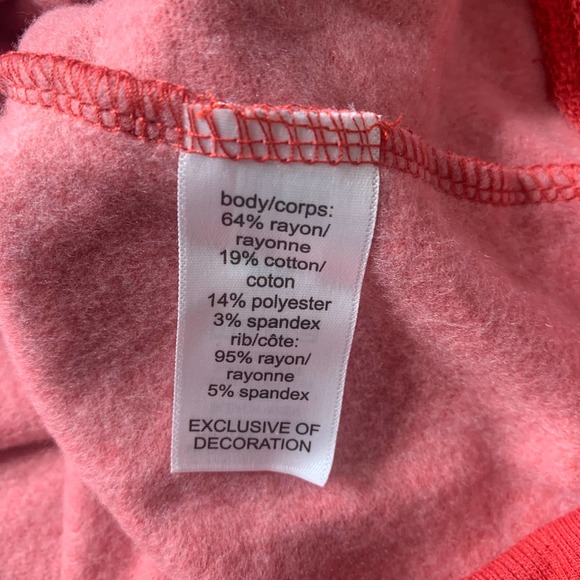 body/corps:
64% rayon/
rayonne
19% cotton/
coton
14% polyester
3% spandex
rib/côte:
95% rayon/
rayonne
5% spandex
EXCLUSIVE OF
DECORATION